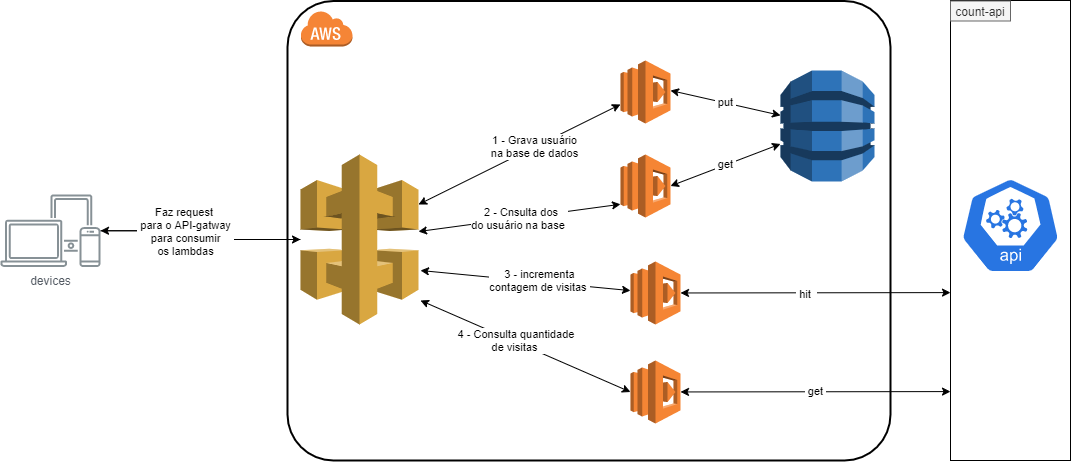 AWS
count-api
put
1 - Grava usuário
na base de dados
get
Faz request
para o API-gatway
para consumir
os lambdas
2 - Cnsulta dos
do usuário na base
api
devices
3 - incrementa
contagem de visitas
hit
4 - Consulta quantidade
de visitas
get